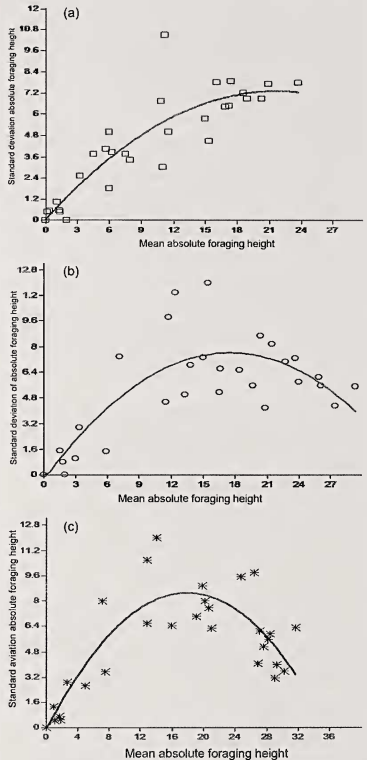 (a)
Standard deviation absolute foraging height
12
10.8
9.6
8.4
7.2
6
4.8
3.6
2.4
1.2
0
0 3 6 9 12 15 18 21 24 27
Mean absolute foraging height
(b)
Standard deviation of absolute foraging height
12.8
11.2
9.6
8
6.4
4.8
3.2
1.6
0
0 3 6 9 12 15 18 21 24 27
Mean absolute foraging height
(c)
Standard aviation absolute foraging height
12.8
11.2
9.6
8
6.4
4.8
3.2
1.6
0
0 4 8 12 16 20 24 28 32 36
Mean absolute foraging height